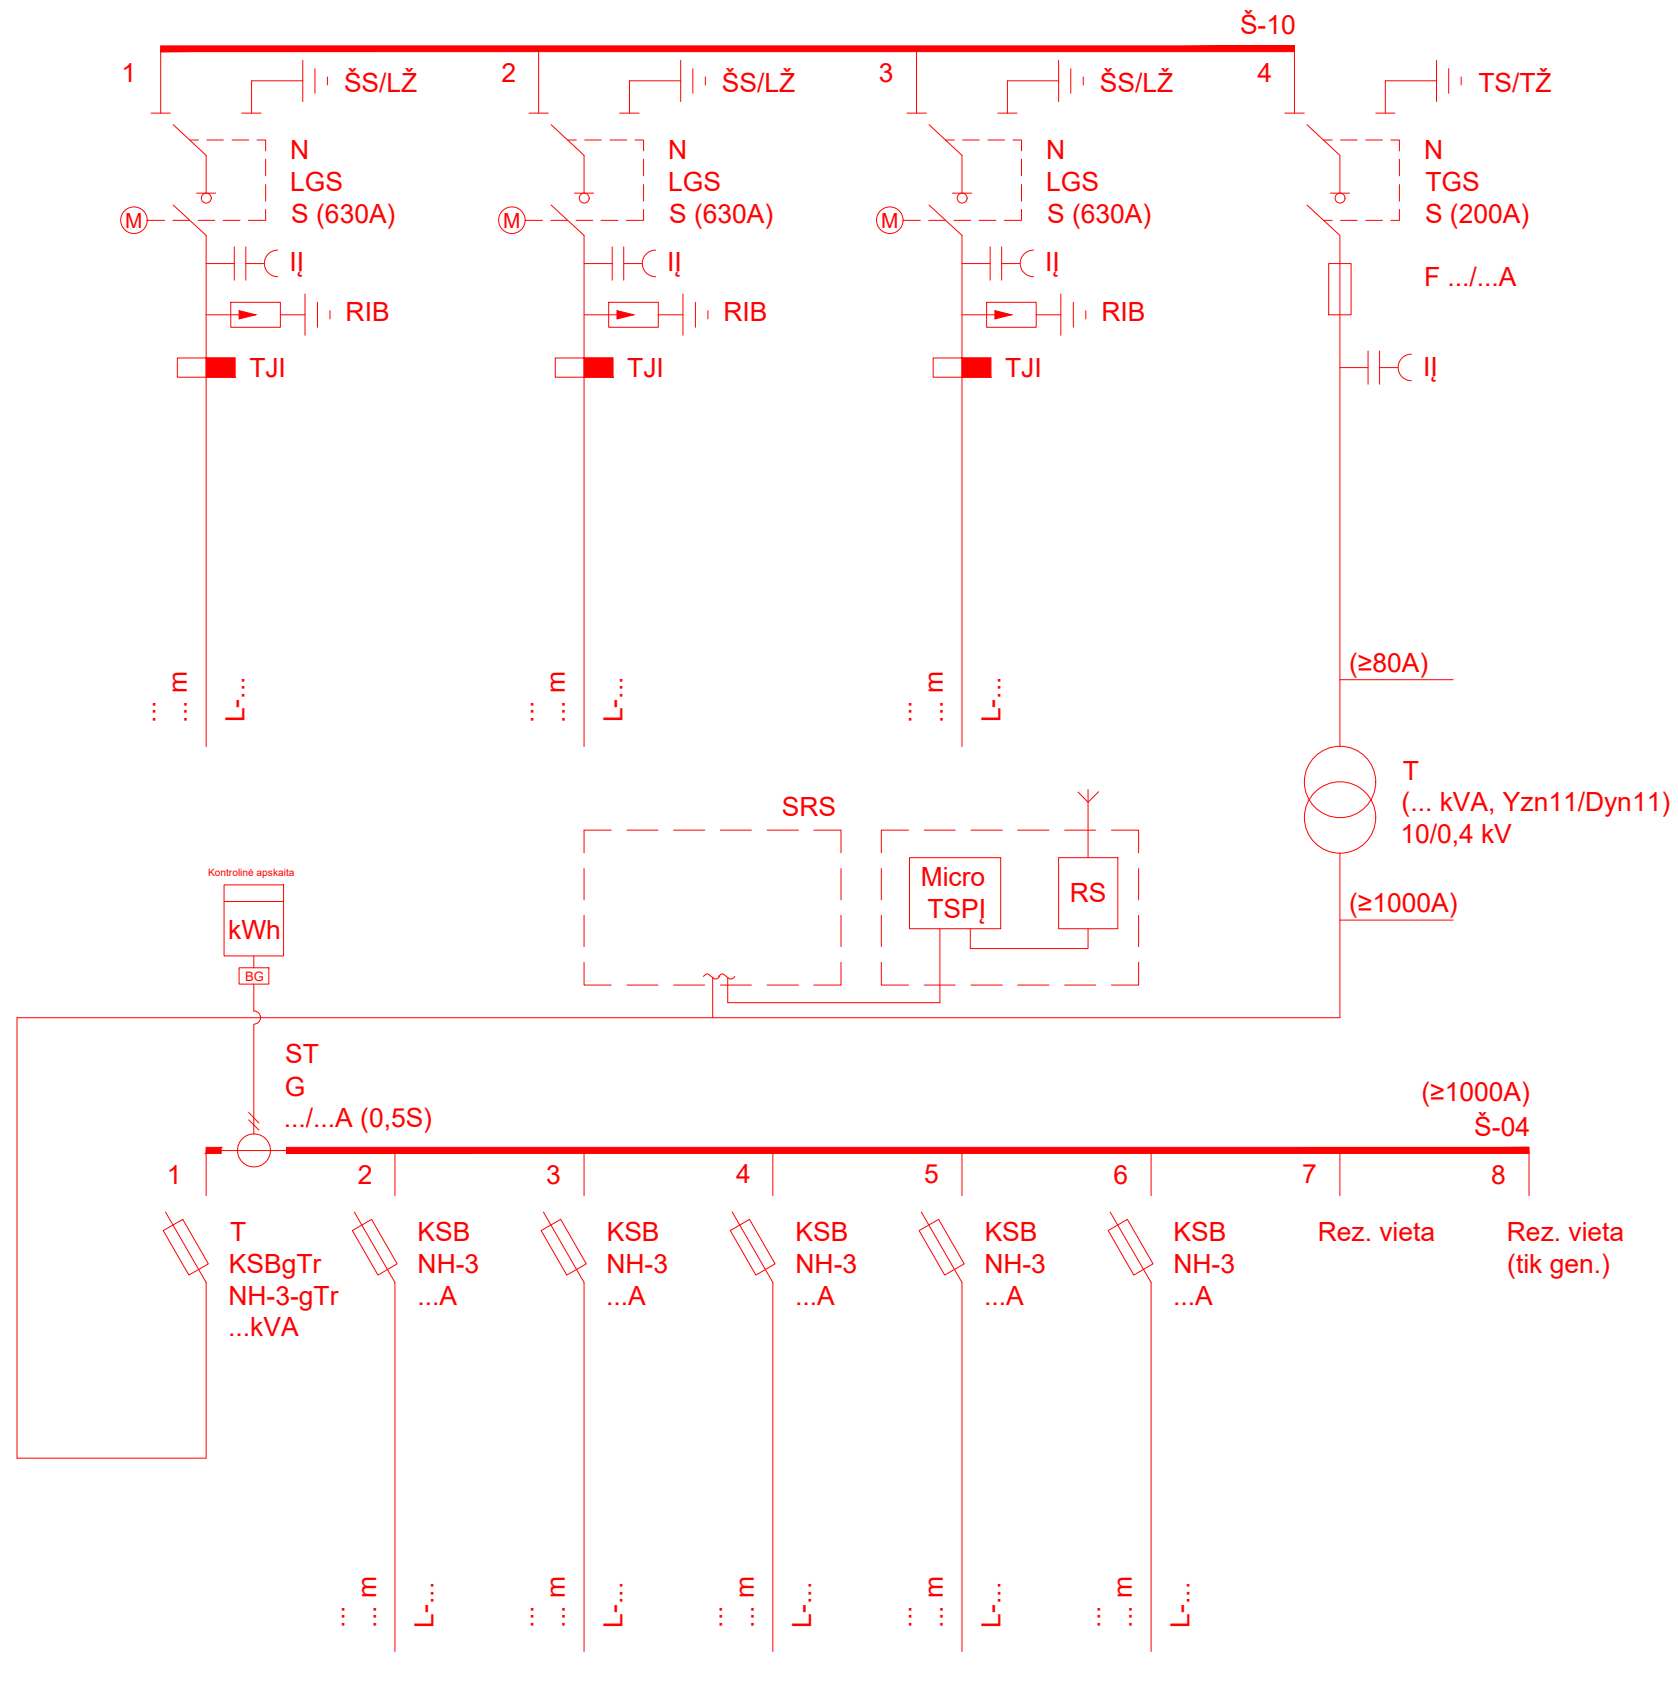 Š-10
1
ŠS/LŽ
2
ŠS/LŽ
3
ŠS/LŽ
4
TS/TŽ
N
LGS
S (630A)
M
IĮ
RIB
TJI
N
LGS
S (630A)
M
IĮ
RIB
TJI
N
LGS
S (630A)
M
IĮ
RIB
TJI
N
TGS
S (200A)
F .../...A
IĮ
...
... m
L-...
...
... m
L-...
...
... m
L-...
(≥80A)
T
(... kVA, Yzn11/Dyn11)
10/0,4 kV
(≥1000A)
SRS
Micro
TSPĮ
RS
Kontrolinė apskaita
kWh
BG
ST
G
.../...A (0,5S)
(≥1000A)
Š-04
1
2
3
4
5
6
7
8
T
KSBgTr
NH-3-gTr
...kVA
KSB
NH-3
...A
KSB
NH-3
...A
KSB
NH-3
...A
KSB
NH-3
...A
KSB
NH-3
...A
Rez. vieta
Rez. vieta
(tik gen.)
...
... m
L-...
...
... m
L-...
...
... m
L-...
...
... m
L-...
...
... m
L-...